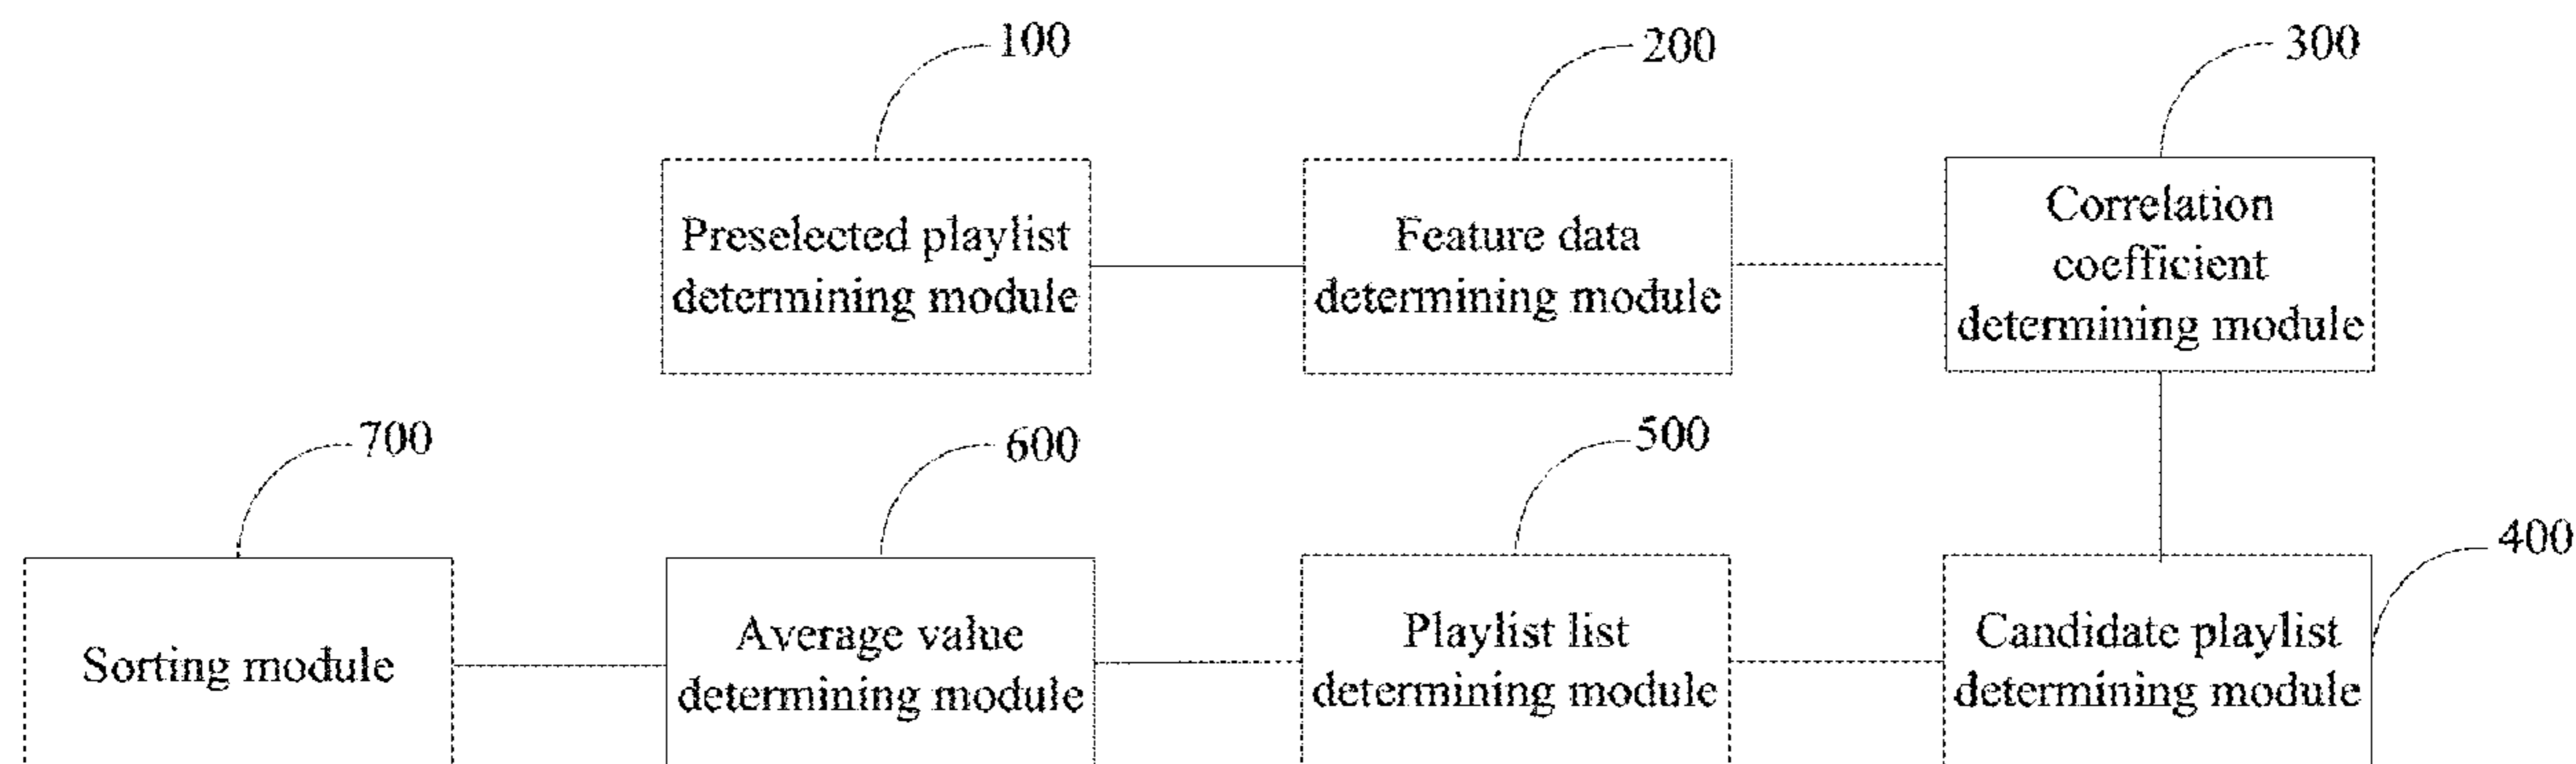 100
200
300
Preselected playlist
determining module
Feature data
determining module
Correlation
coefficient
determining module
700
600
500
400
Sorting module
Average value
determining module
Playlist list
determining module
Candidate playlist
determining module